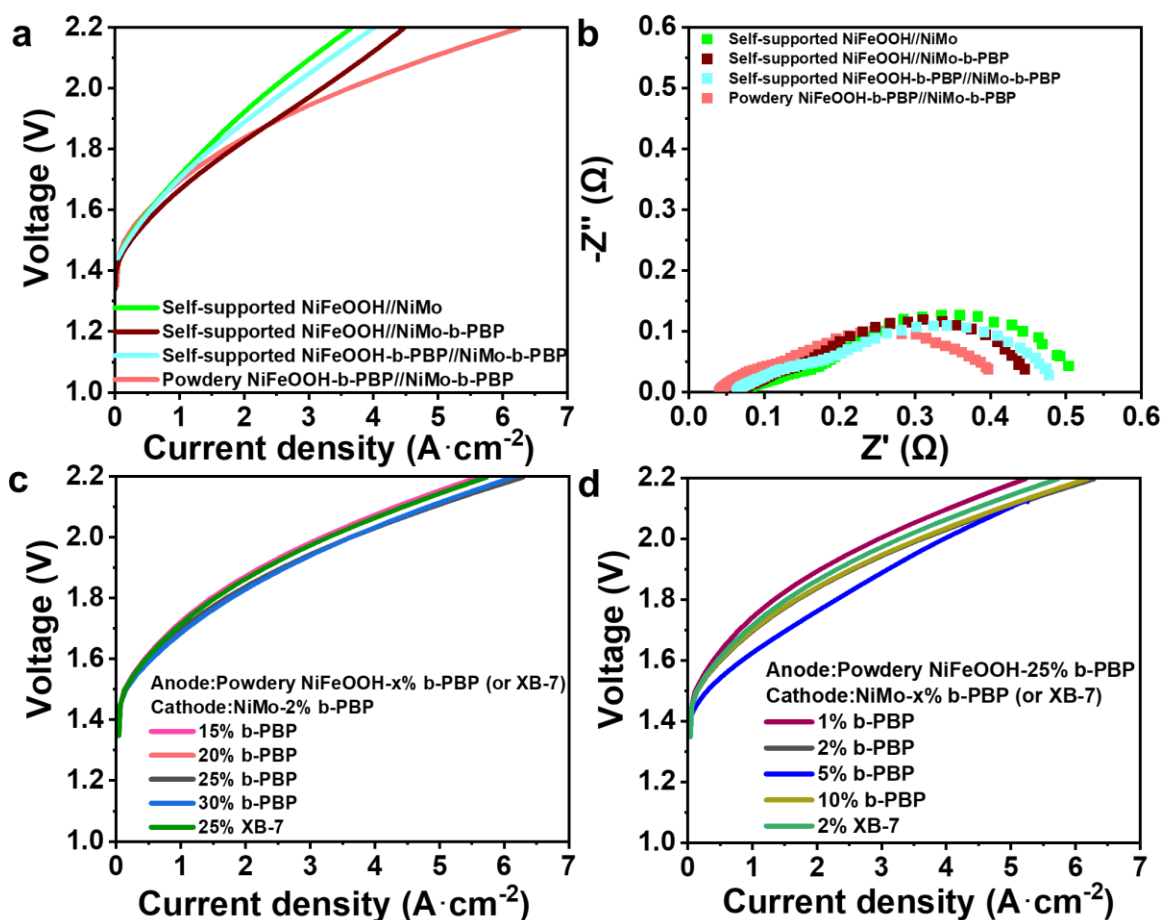 a
2.2
2.0
1.8
1.6
1.4
1.2
1.0
Voltage (V)
Self-supported NiFeOOH//NiMo
Self-supported NiFeOOH//NiMo-b-PBP
Self-supported NiFeOOH-b-PBP//NiMo-b-PBP
Powdery NiFeOOH-b-PBP//NiMo-b-PBP
0 1 2 3 4 5 6 7
Current density (A·cm⁻²)
b
0.6
0.5
0.4
0.3
0.2
0.1
0.0
-Z'' (Ω)
Self-supported NiFeOOH//NiMo
Self-supported NiFeOOH//NiMo-b-PBP
Self-supported NiFeOOH-b-PBP//NiMo-b-PBP
Powdery NiFeOOH-b-PBP//NiMo-b-PBP
0.0 0.1 0.2 0.3 0.4 0.5 0.6
Z' (Ω)
c
2.2
2.0
1.8
1.6
1.4
1.2
1.0
Voltage (V)
Anode:Powdery NiFeOOH-x% b-PBP (or XB-7)
Cathode:NiMo-2% b-PBP
15% b-PBP
20% b-PBP
25% b-PBP
30% b-PBP
25% XB-7
0 1 2 3 4 5 6 7
Current density (A·cm⁻²)
d
2.2
2.0
1.8
1.6
1.4
1.2
1.0
Voltage (V)
Anode:Powdery NiFeOOH-25% b-PBP
Cathode:NiMo-x% b-PBP (or XB-7)
1% b-PBP
2% b-PBP
5% b-PBP
10% b-PBP
2% XB-7
0 1 2 3 4 5 6 7
Current density (A·cm⁻²)